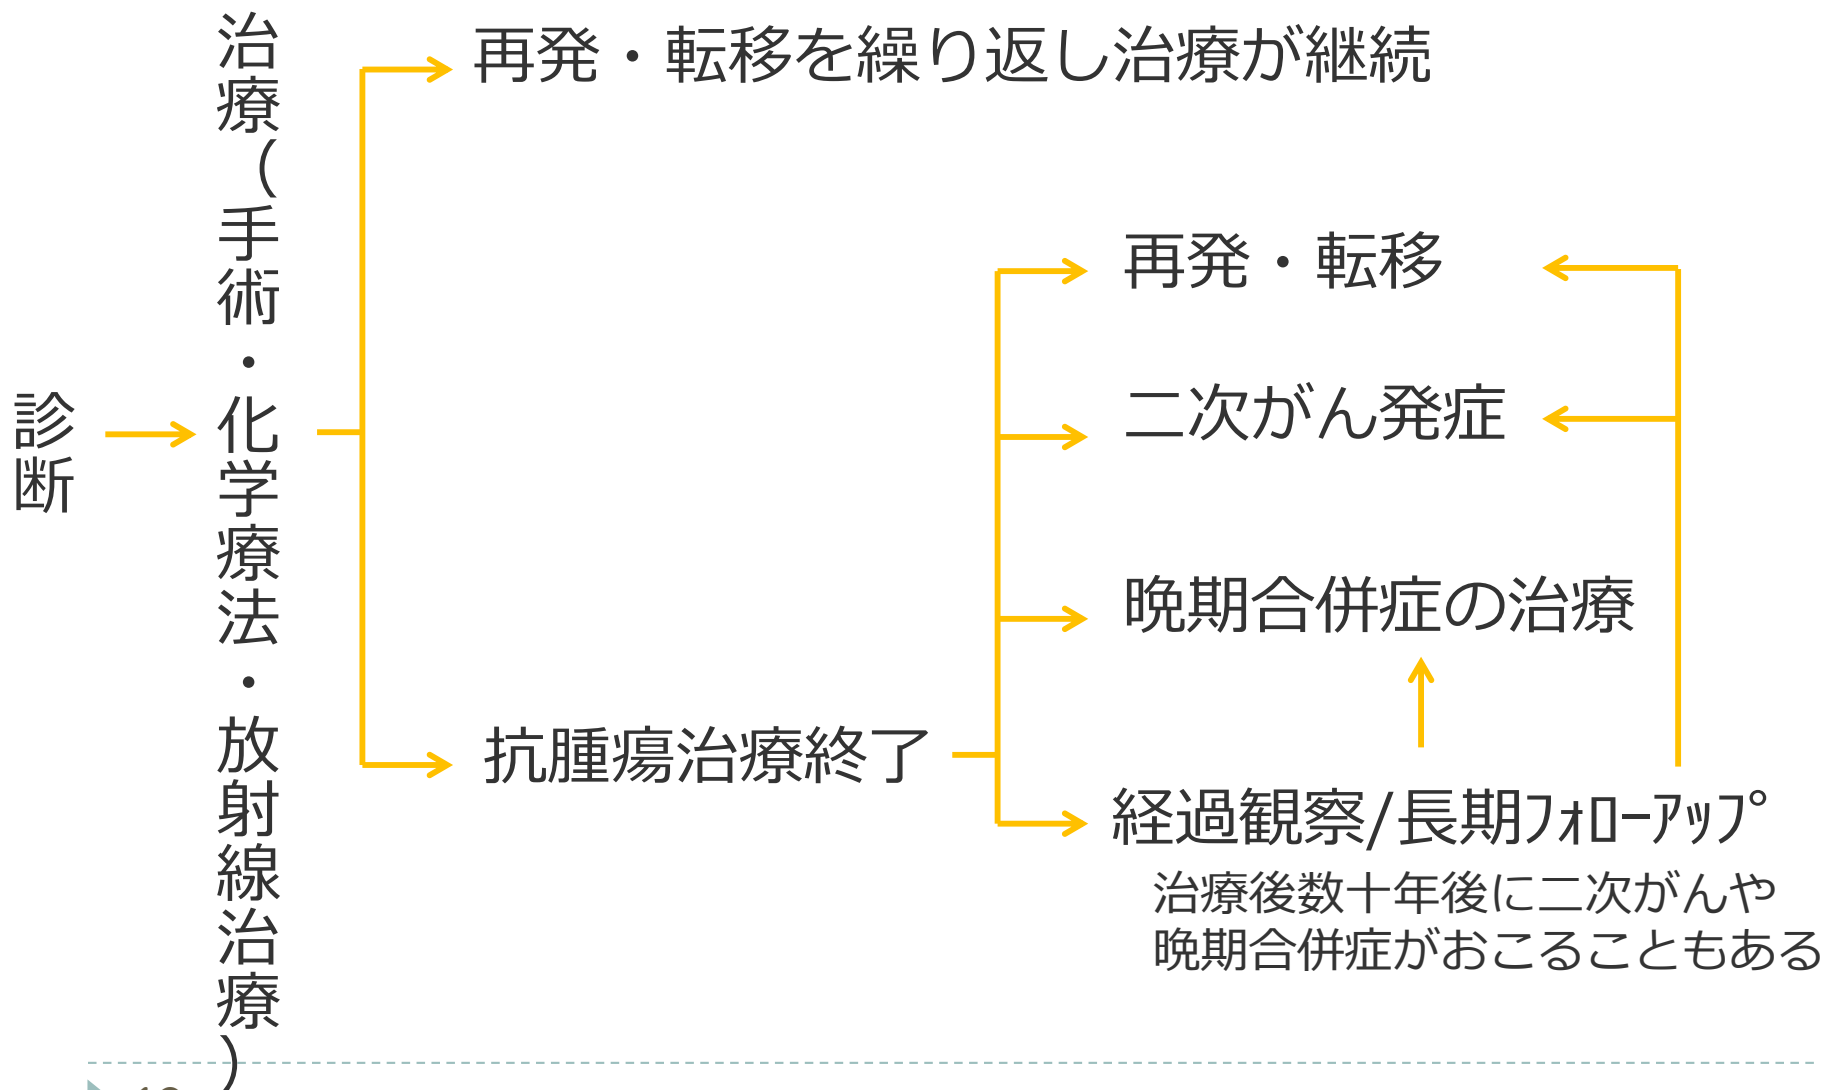 診断
治療（手術・化学療法・放射線治療）
再発・転移を繰り返し治療が継続
抗腫瘍治療終了
再発・転移
二次がん発症
晩期合併症の治療
経過観察/長期ﾌｫﾛｰｱｯﾌﾟ
治療後数十年後に二次がんや
晩期合併症がおこることもある